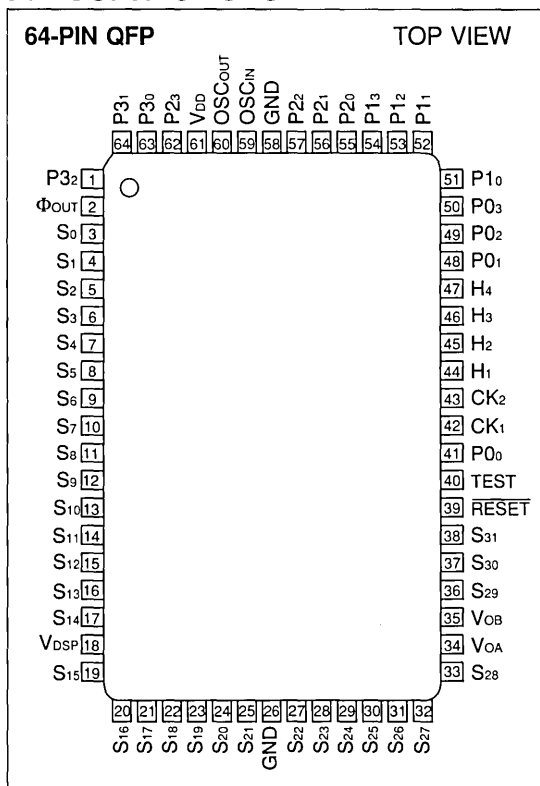 64-PIN QFP TOP VIEW
P31 P30 P23 VDD OSCOUT OSCIN GND P22 P21 P20 P13 P12 P11
64 63 62 61 60 59 58 57 56 55 54 53 52
P32 1
ΦOUT 2
S0 3
S1 4
S2 5
S3 6
S4 7
S5 8
S6 9
S7 10
S8 11
S9 12
S10 13
S11 14
S12 15
S13 16
S14 17
VDSP 18
S15 19
51 P10
50 P03
49 P02
48 P01
47 H4
46 H3
45 H2
44 H1
43 CK2
42 CK1
41 P00
40 TEST
39 RESET
38 S31
37 S30
36 S29
35 VOB
34 VOA
33 S28
20 21 22 23 24 25 26 27 28 29 30 31 32
S16 S17 S18 S19 S20 S21 GND S22 S23 S24 S25 S26 S27